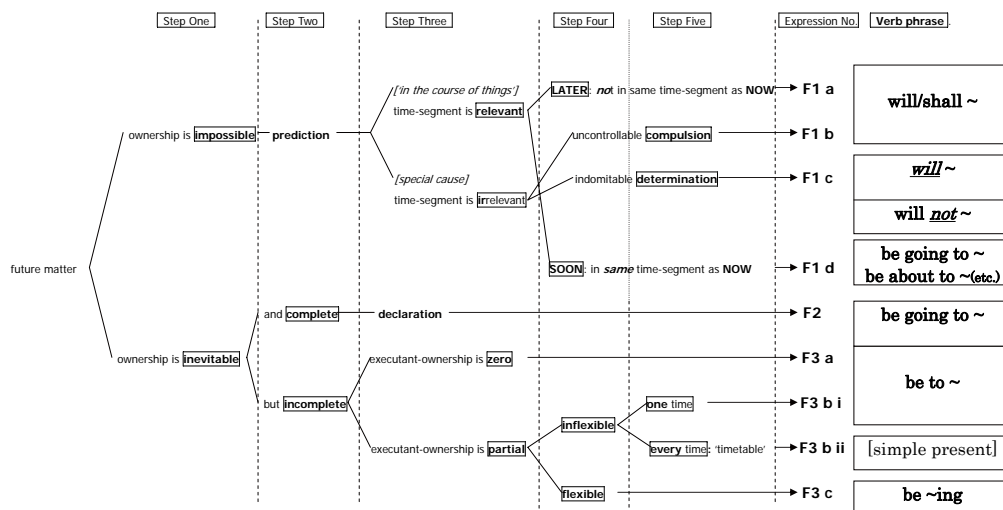 Step One Step Two Step Three Step Four Step Five Expression No. Verb phrase.
['in the course of things']
time-segment is relevant
LATER: not in same time-segment as NOW
F1 a
will/shall ~
ownership is impossible
prediction
uncontrollable compulsion
F1 b
[special cause]
time-segment is irrelevant
indomitable determination
F1 c
will ~
will not ~
future matter
SOON: in same time-segment as NOW
F1 d
be going to ~
be about to ~(etc.)
and complete
declaration
F2
be going to ~
ownership is inevitable
executant-ownership is zero
F3 a
be to ~
but incomplete
one time
F3 b i
inflexible
executant-ownership is partial
every time: 'timetable'
F3 b ii
[simple present]
flexible
F3 c
be ~ing